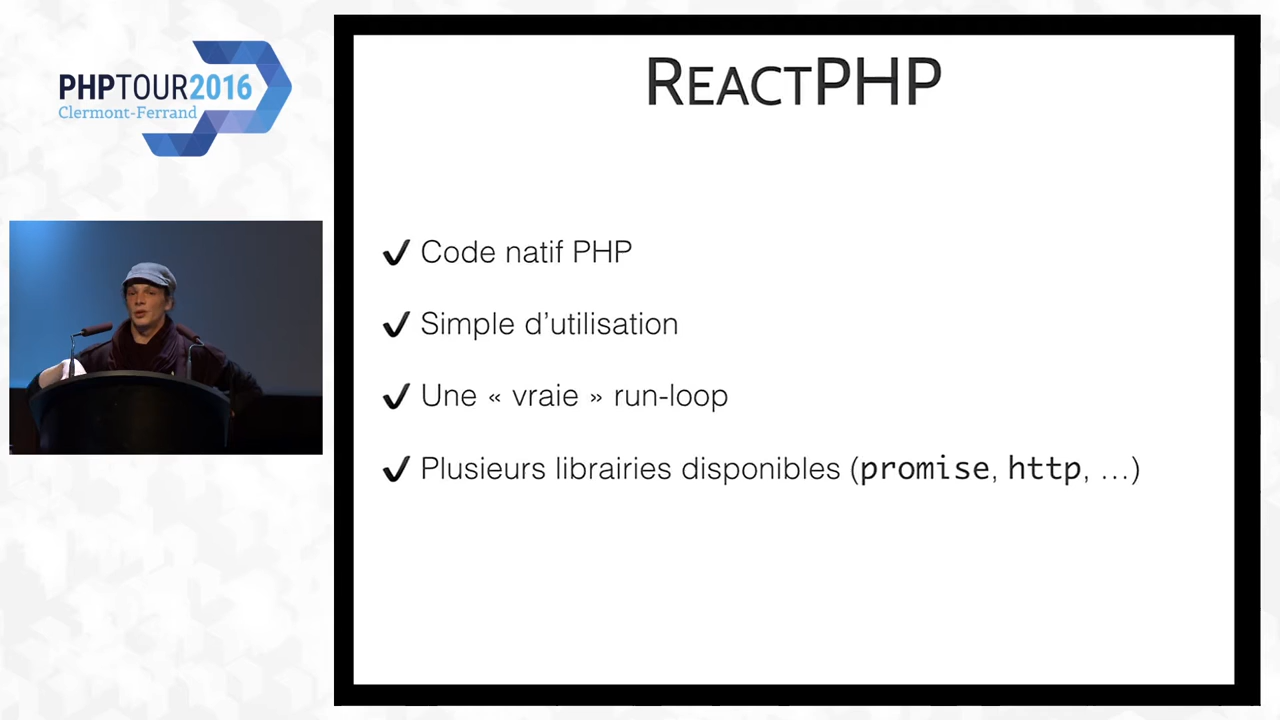 PHPTOUR2016
Clermont-Ferrand
REACTPHP
✔ Code natif PHP
✔ Simple d’utilisation
✔ Une « vraie » run-loop
✔ Plusieurs librairies disponibles (promise, http, …)